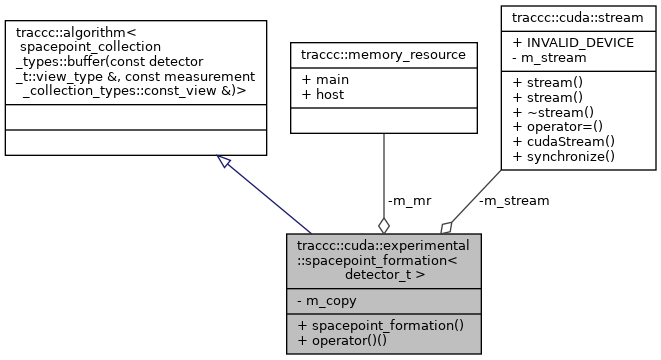 traccc::algorithm<
spacepoint_collection
_types::buffer(const detector
_t::view_type &, const measurement
_collection_types::const_view &)>
traccc::memory_resource
+ main
+ host
traccc::cuda::stream
+ INVALID_DEVICE
- m_stream
+ stream()
+ stream()
+ ~stream()
+ operator=()
+ cudaStream()
+ synchronize()
-m_mr
-m_stream
traccc::cuda::experimental
::spacepoint_formation<
detector_t >
- m_copy
+ spacepoint_formation()
+ operator()()